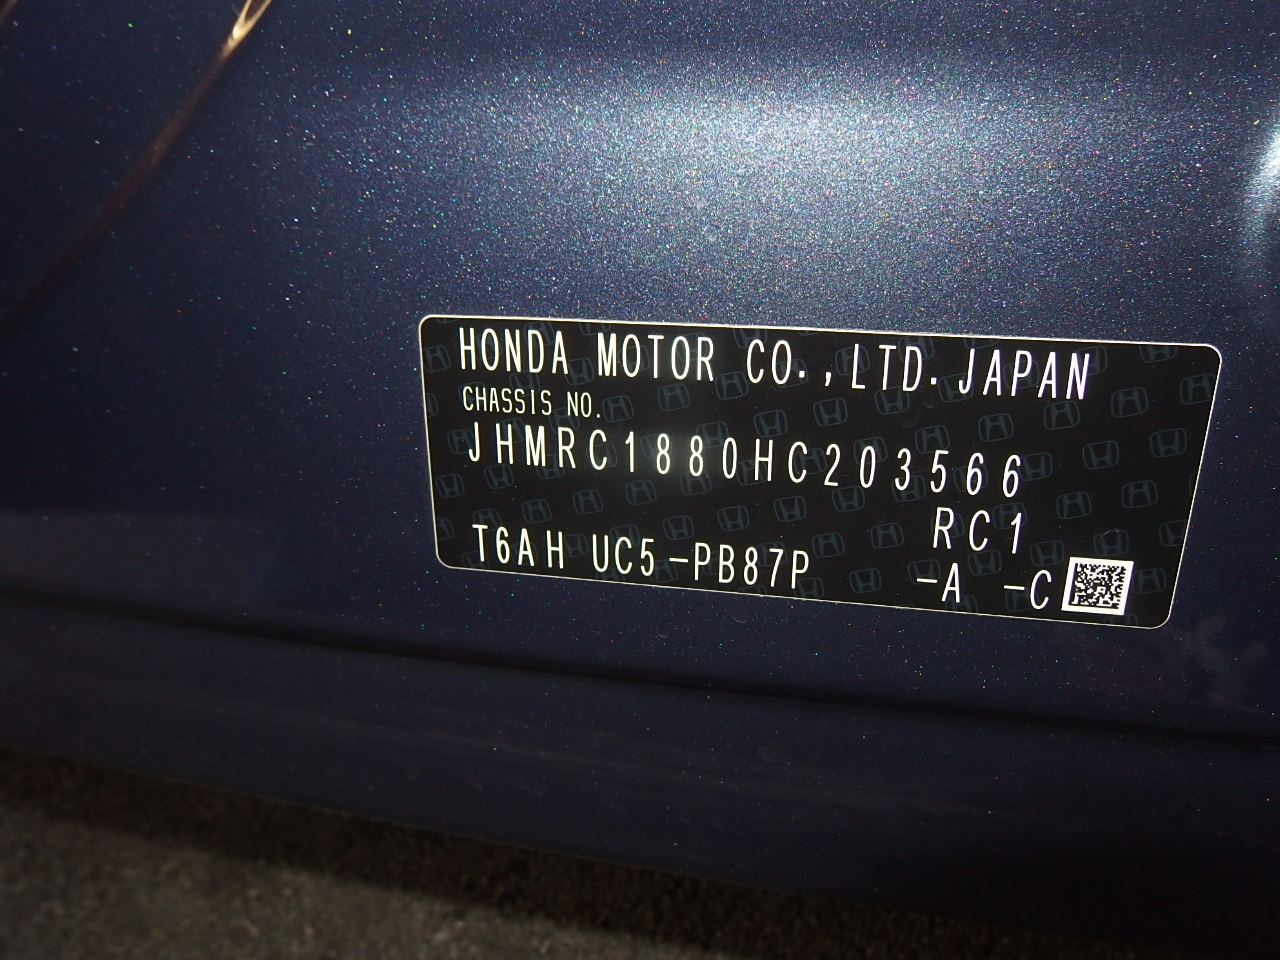 HONDA MOTOR CO.,LTD. JAPAN
CHASSIS NO.
JHMRC1880HC203566
RC1
T6AH UC5-PB87P -A -C